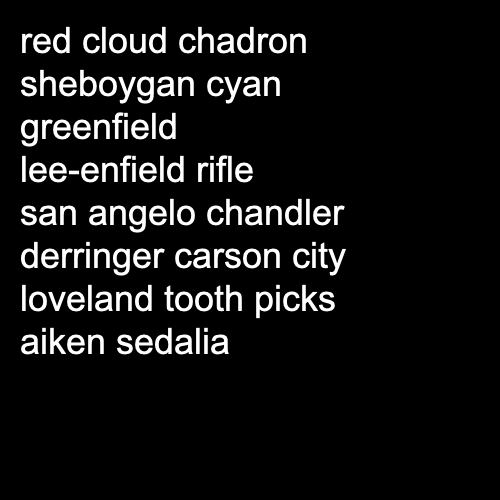 red cloud chadron
sheboygan cyan
greenfield
lee-enfield rifle
san angelo chandler
derringer carson city
loveland tooth picks
aiken sedalia